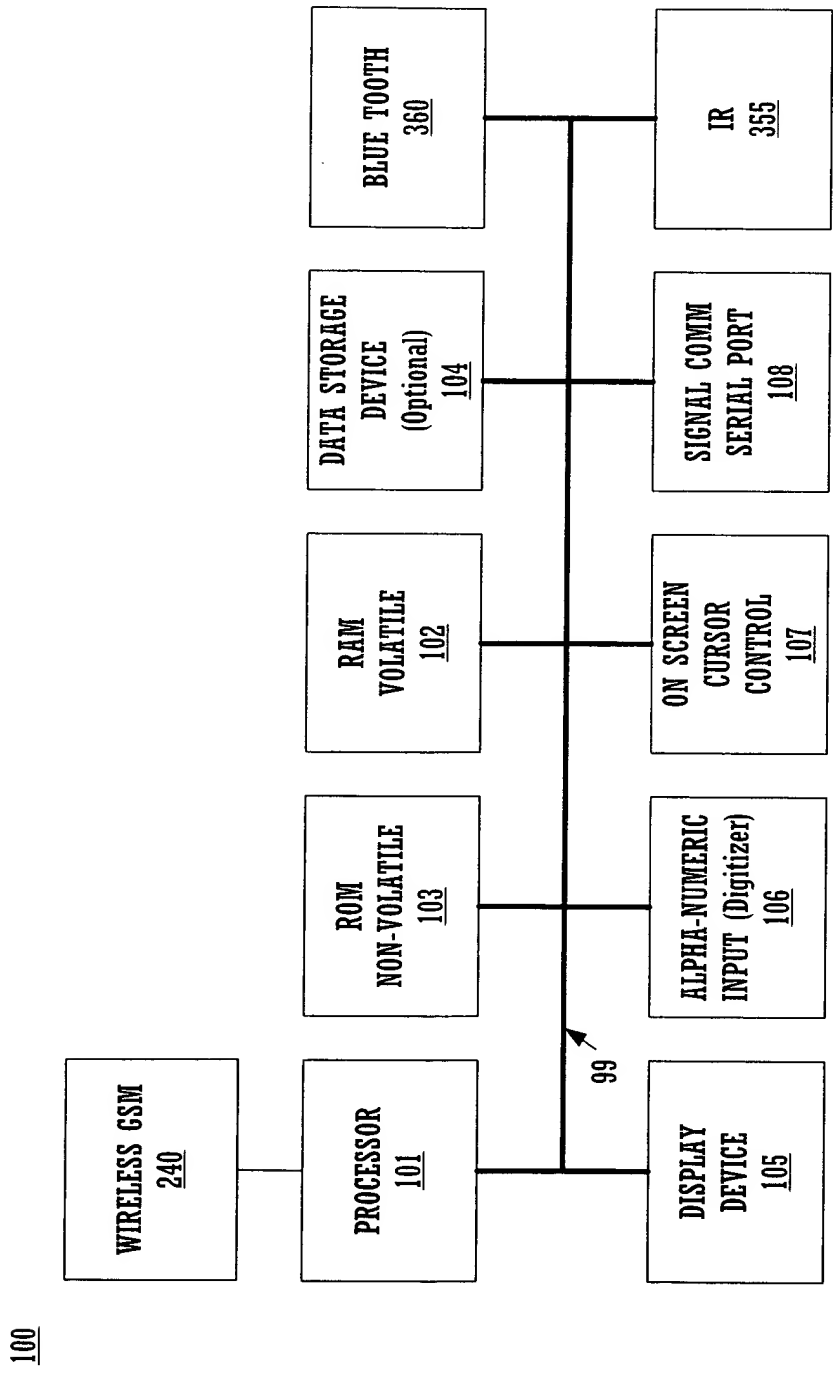 100
WIRELESS GSM
240
PROCESSOR
101
ROM
NON-VOLATILE
103
RAM
VOLATILE
102
DATA STORAGE
DEVICE
(Optional)
104
BLUE TOOTH
360
99
DISPLAY
DEVICE
105
ALPHA-NUMERIC
INPUT (Digitizer)
106
ON SCREEN
CURSOR
CONTROL
107
SIGNAL COMM
SERIAL PORT
108
IR
355